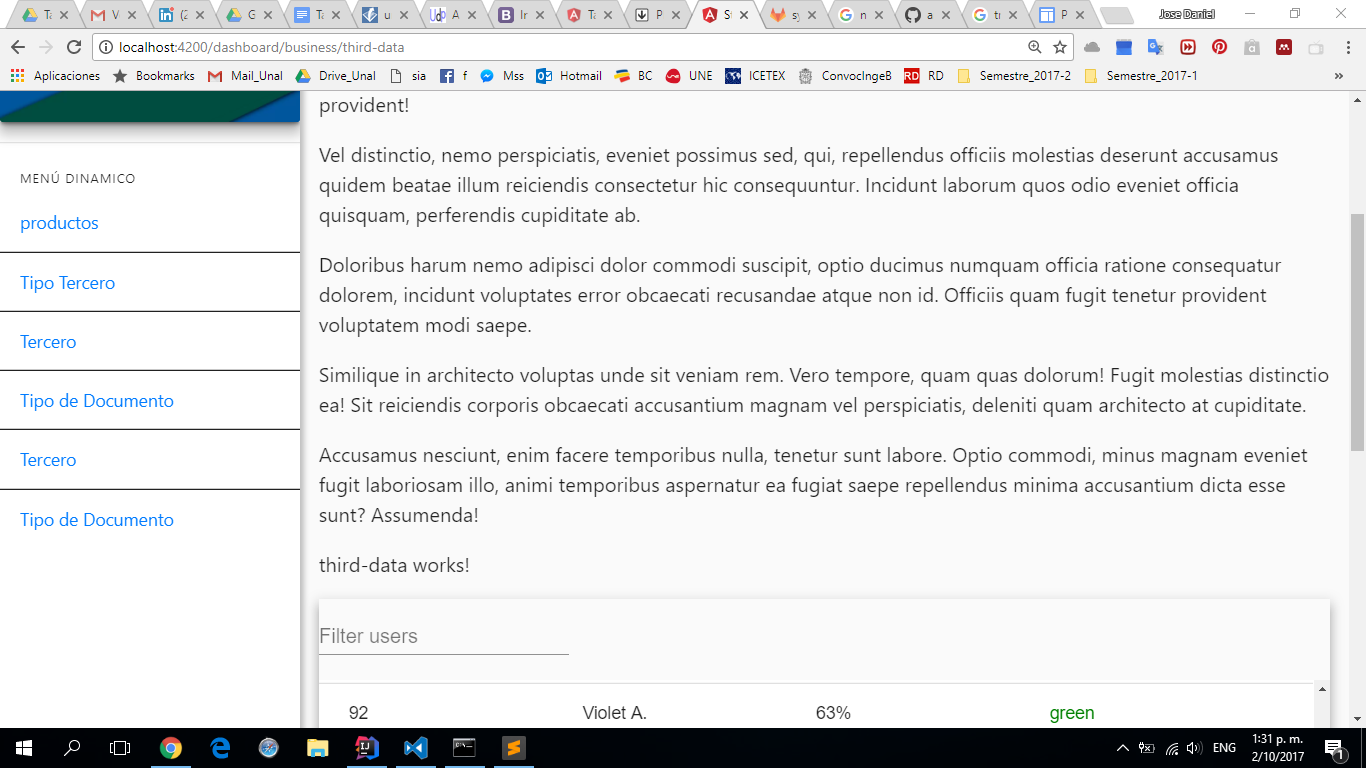 T
V
(2
G
Ta
u
A
In
Ta
P
S
sy
n
a
tr
P
Jose Daniel
localhost:4200/dashboard/business/third-data
Aplicaciones
Bookmarks
Mail_Unal
Drive_Unal
sia
f
Mss
Hotmail
BC
UNE
ICETEX
ConvocIngeB
RD
RD
Semestre_2017-2
Semestre_2017-1
»
MENÚ DINAMICO
productos
Tipo Tercero
Tercero
Tipo de Documento
Tercero
Tipo de Documento
provident!
Vel distinctio, nemo perspiciatis, eveniet possimus sed, qui, repellendus officiis molestias deserunt accusamus
quidem beatae illum reiciendis consectetur hic consequuntur. Incidunt laborum quos odio eveniet officia
quisquam, perferendis cupiditate ab.
Doloribus harum nemo adipisci dolor commodi suscipit, optio ducimus numquam officia ratione consequatur
dolorem, incidunt voluptates error obcaecati recusandae atque non id. Officiis quam fugit tenetur provident
voluptatem modi saepe.
Similique in architecto voluptas unde sit veniam rem. Vero tempore, quam quas dolorum! Fugit molestias distinctio
ea! Sit reiciendis corporis obcaecati accusantium magnam vel perspiciatis, deleniti quam architecto at cupiditate.
Accusamus nesciunt, enim facere temporibus nulla, tenetur sunt labore. Optio commodi, minus magnam eveniet
fugit laboriosam illo, animi temporibus aspernatur ea fugiat saepe repellendus minima accusantium dicta esse
sunt? Assumenda!
third-data works!
Filter users
92 Violet A. 63% green
ENG
1:31 p. m.
2/10/2017
1